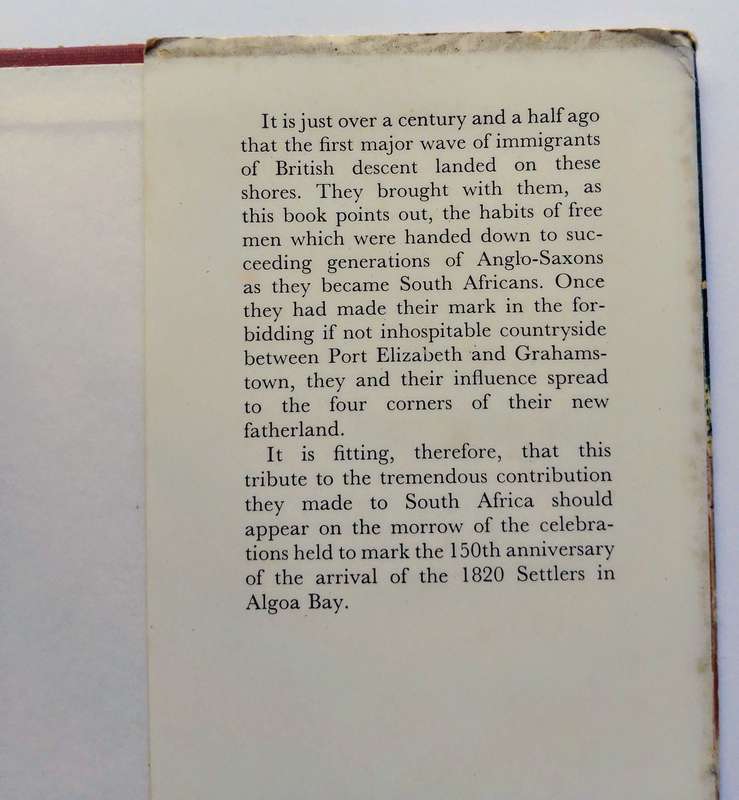 It is just over a century and a half ago
that the first major wave of immigrants
of British descent landed on these
shores. They brought with them, as
this book points out, the habits of free
men which were handed down to suc-
ceeding generations of Anglo-Saxons
as they became South Africans. Once
they had made their mark in the for-
bidding if not inhospitable countryside
between Port Elizabeth and Grahams-
town, they and their influence spread
to the four corners of their new
fatherland.
It is fitting, therefore, that this
tribute to the tremendous contribution
they made to South Africa should
appear on the morrow of the celebra-
tions held to mark the 150th anniversary
of the arrival of the 1820 Settlers in
Algoa Bay.